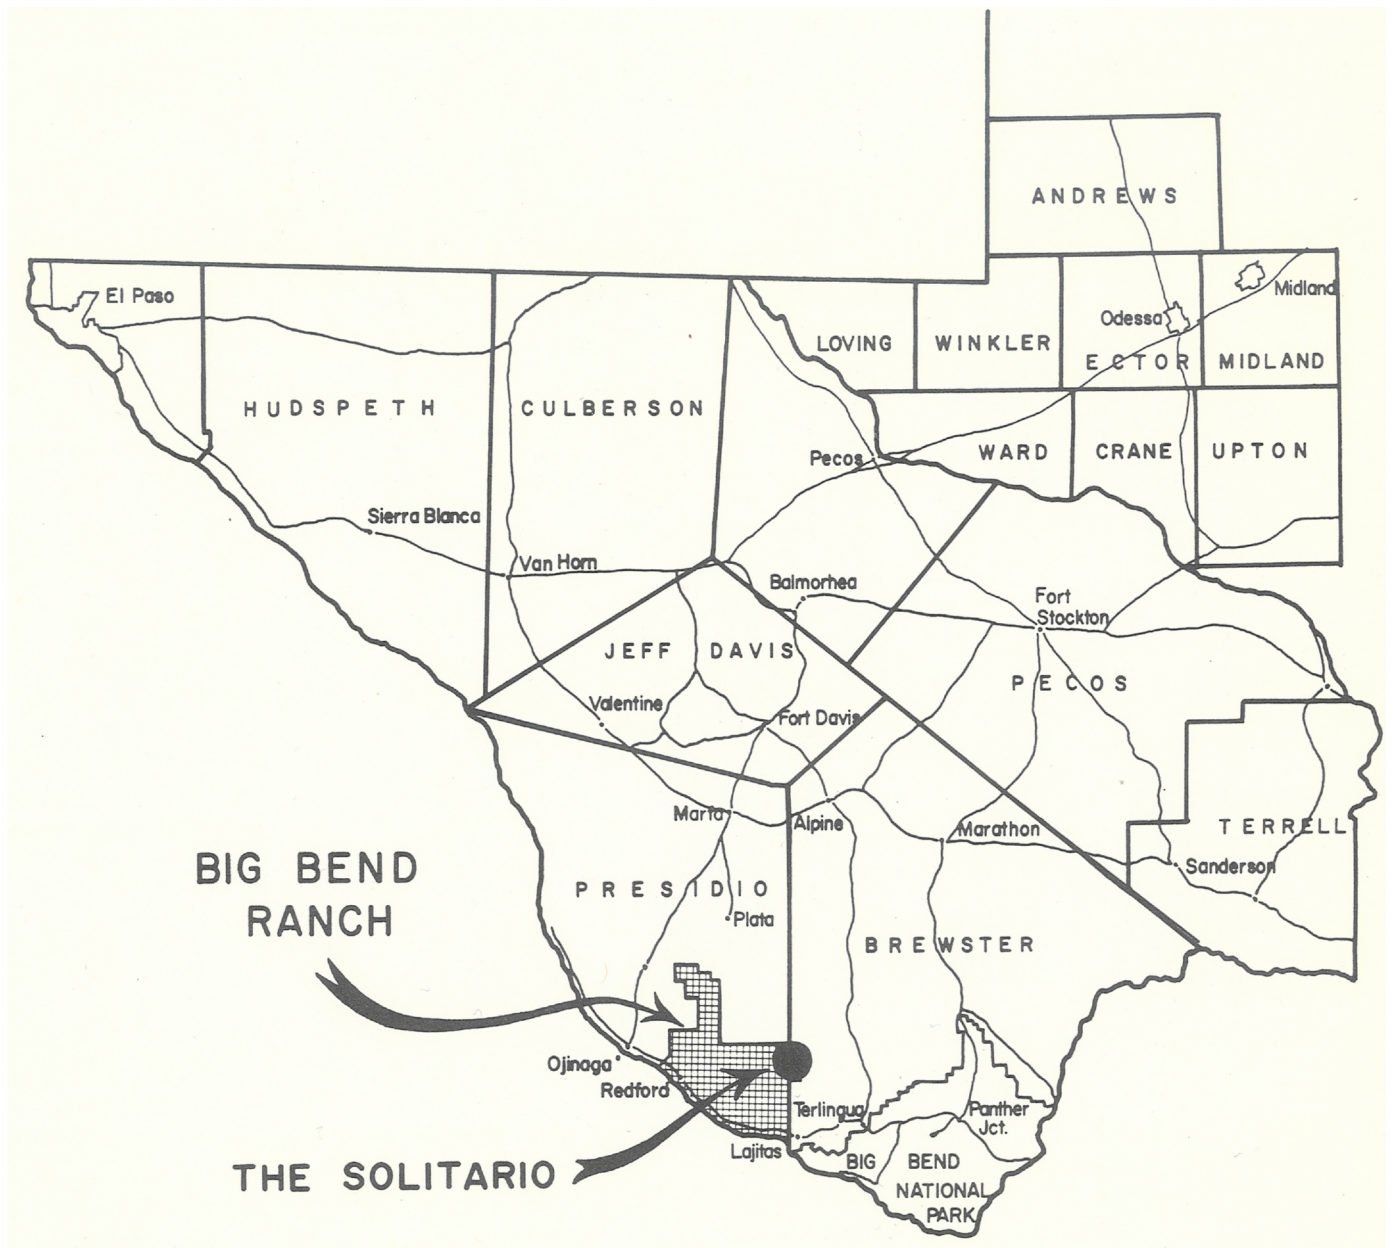 ANDREWS
El Paso
Midland
Odessa
LOVING
WINKLER
ECTOR
MIDLAND
HUDSPETH
CULBERSON
Pecos
WARD
CRANE
UPTON
Sierra Blanca
Van Horn
Balmorhea
Fort
Stockton
JEFF DAVIS
PECOS
Valentine
Fort Davis
Marfa
Alpine
Marathon
TERRELL
Sanderson
BIG BEND
RANCH
PRESIDIO
Plata
BREWSTER
Ojinaga
Redford
Terlingua
Panther
Jct.
Lajitas
THE SOLITARIO
BIG BEND
NATIONAL
PARK